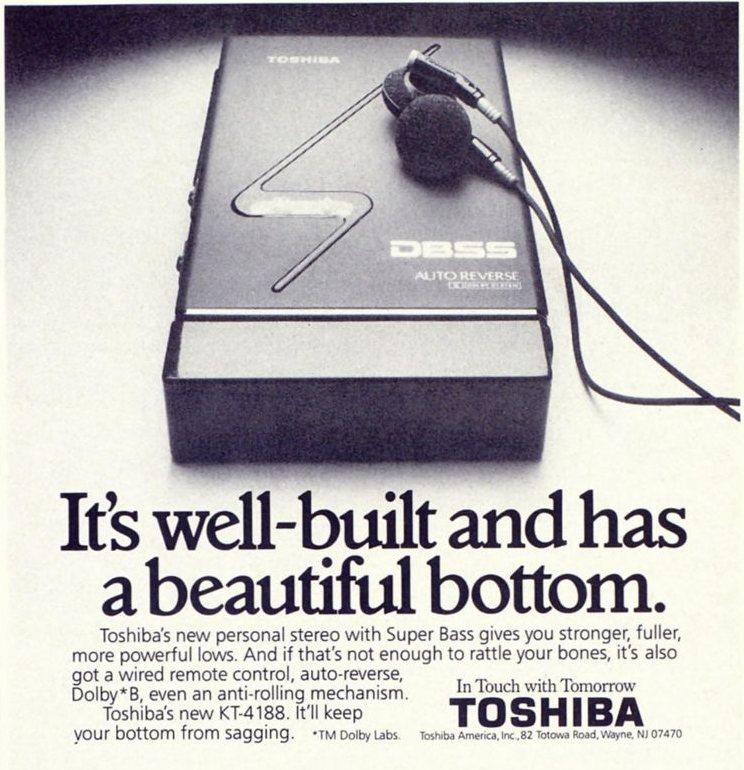 TOSHIBA
DBSS
AUTO REVERSE
It's well-built and has
a beautiful bottom.
Toshiba's new personal stereo with Super Bass gives you stronger, fuller,
more powerful lows. And if that's not enough to rattle your bones, it's also
got a wired remote control, auto-reverse,
Dolby*B, even an anti-rolling mechanism.
Toshiba's new KT-4188. It'll keep
your bottom from sagging. *TM Dolby Labs.
In Touch with Tomorrow
TOSHIBA
Toshiba America, Inc., 82 Totowa Road, Wayne, NJ 07470